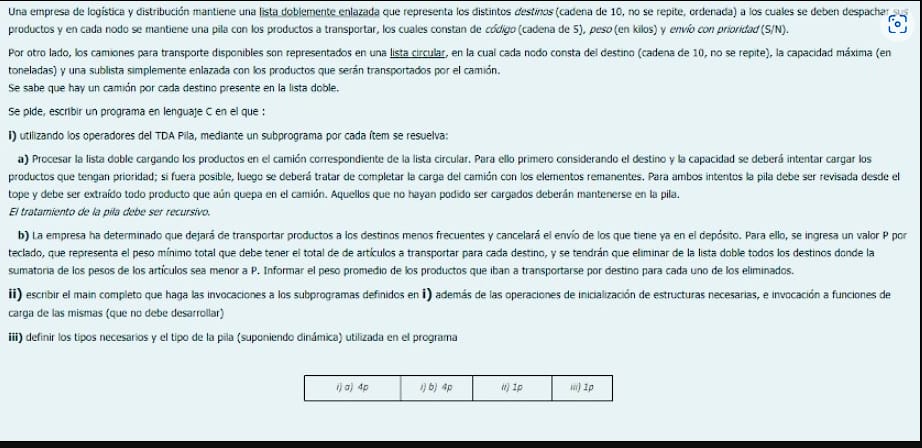 Una empresa de logística y distribución mantiene una lista doblemente enlazada que representa los distintos destinos (cadena de 10, no se repite, ordenada) a los cuales se deben despachar sus
productos y en cada nodo se mantiene una pila con los productos a transportar, los cuales constan de código (cadena de 5), peso (en kilos) y envío con prioridad (S/N).
Por otro lado, los camiones para transporte disponibles son representados en una lista circular, en la cual cada nodo consta del destino (cadena de 10, no se repite), la capacidad máxima (en
toneladas) y una sublista simplemente enlazada con los productos que serán transportados por el camión.
Se sabe que hay un camión por cada destino presente en la lista doble.
Se pide, escribir un programa en lenguaje C en el que :
i) utilizando los operadores del TDA Pila, mediante un subprograma por cada ítem se resuelva:
a) Procesar la lista doble cargando los productos en el camión correspondiente de la lista circular. Para ello primero considerando el destino y la capacidad se deberá intentar cargar los
productos que tengan prioridad; si fuera posible, luego se deberá tratar de completar la carga del camión con los elementos remanentes. Para ambos intentos la pila debe ser revisada desde el
tope y debe ser extraído todo producto que aún quepa en el camión. Aquellos que no hayan podido ser cargados deberán mantenerse en la pila.
El tratamiento de la pila debe ser recursivo.
b) La empresa ha determinado que dejará de transportar productos a los destinos menos frecuentes y cancelará el envío de los que tiene ya en el depósito. Para ello, se ingresa un valor P por
teclado, que representa el peso mínimo total que debe tener el total de de artículos a transportar para cada destino, y se tendrán que eliminar de la lista doble todos los destinos donde la
sumatoria de los pesos de los artículos sea menor a P. Informar el peso promedio de los productos que iban a transportarse por destino para cada uno de los eliminados.
ii) escribir el main completo que haga las invocaciones a los subprogramas definidos en i) además de las operaciones de inicialización de estructuras necesarias, e invocación a funciones de
carga de las mismas (que no debe desarrollar)
iii) definir los tipos necesarios y el tipo de la pila (suponiendo dinámica) utilizada en el programa
i) a) 4p i) b) 4p ii) 1p iii) 1p